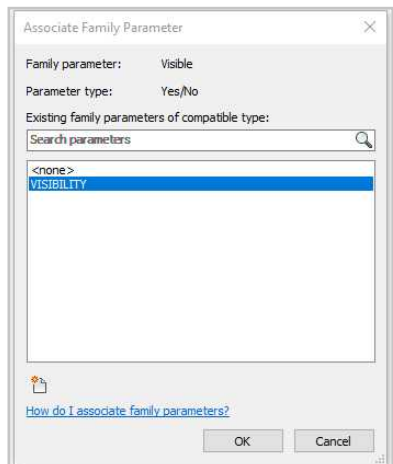 Associate Family Parameter
Family parameter: Visible
Parameter type: Yes/No
Existing family parameters of compatible type:
Search parameters
<none>
VISIBILITY
How do I associate family parameters?
OK Cancel